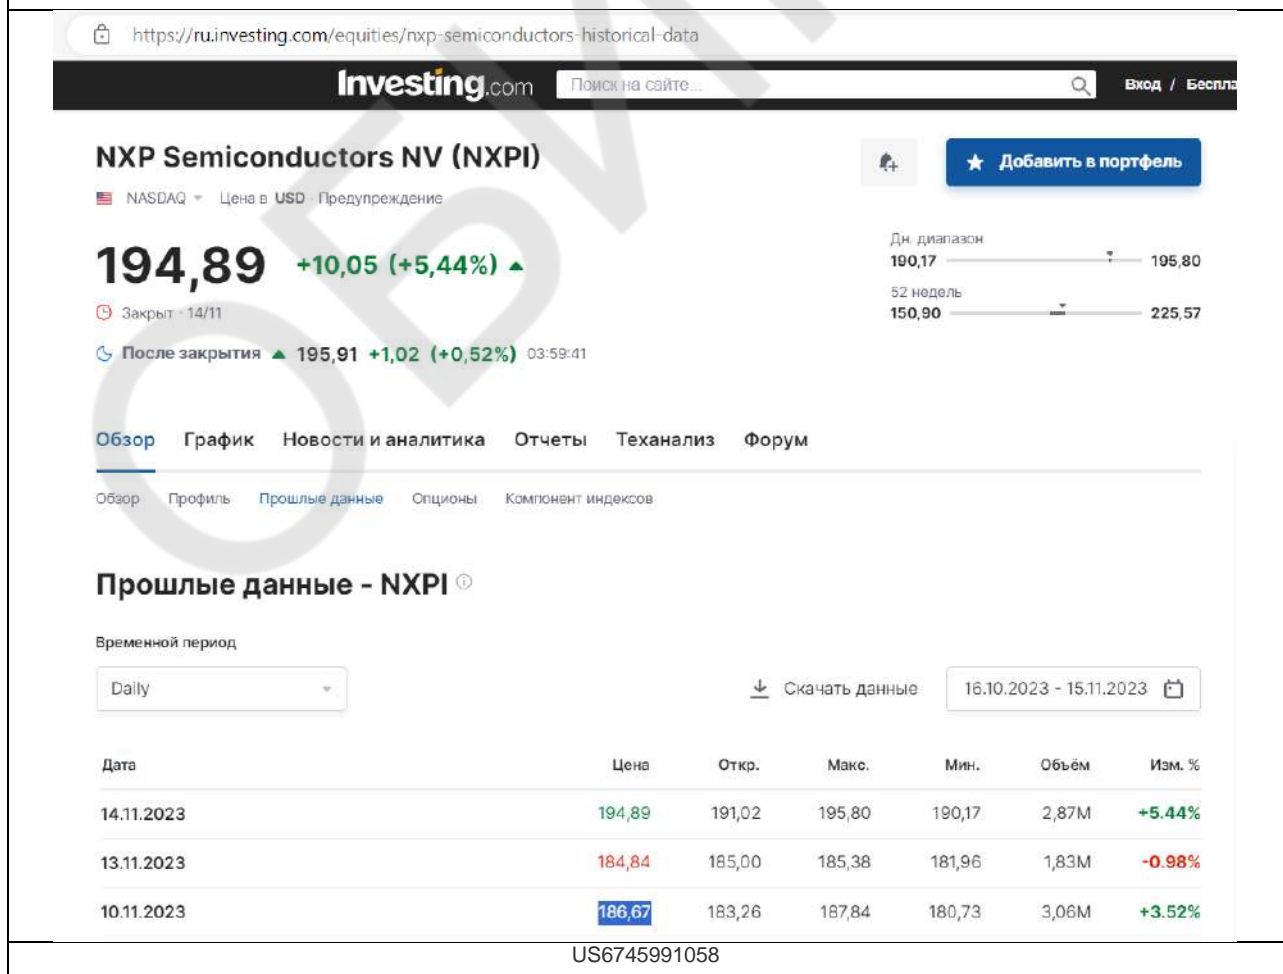 https://ru.investing.com/equities/nxp-semiconductors-historical-data
Investing.com Поиск на сайте... Вход / Беспла
NXP Semiconductors NV (NXPI) Добавить в портфель
NASDAQ Цена в USD · Предупреждение
194,89 +10,05 (+5,44%)
Дн. диапазон
190,17 195,80
52 недель
150,90 225,57
Закрыт · 14/11
После закрытия 195,91 +1,02 (+0,52%) 03:59:41
Обзор График Новости и аналитика Отчеты Теханализ Форум
Обзор Профиль Прошлые данные Опционы Компонент индексов
Прошлые данные - NXPI
Временной период
Daily Скачать данные 16.10.2023 - 15.11.2023
Дата Цена Откр. Макс. Мин. Объём Изм. %
14.11.2023 194,89 191,02 195,80 190,17 2,87M +5.44%
13.11.2023 184,84 185,00 185,38 181,96 1,83M -0.98%
10.11.2023 186,67 183,26 187,84 180,73 3,06M +3.52%
US6745991058